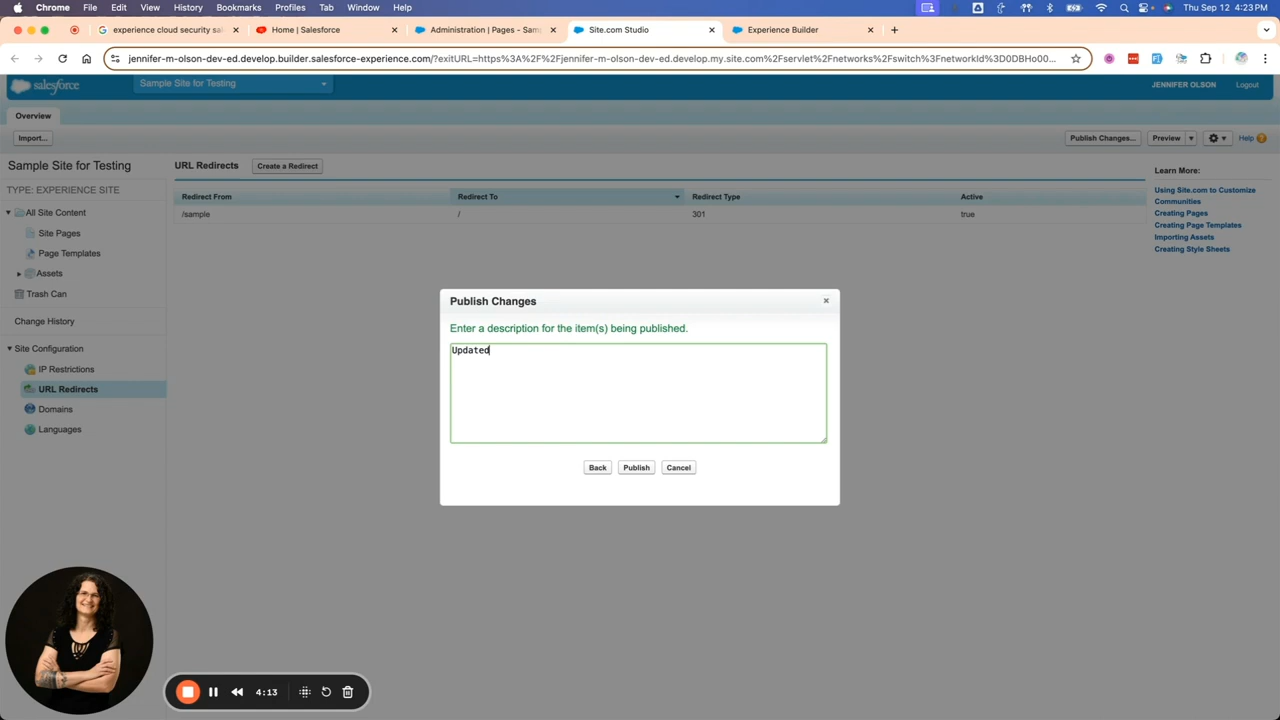 Chrome File Edit View History Bookmarks Profiles Tab Window Help Thu Sep 12 4:23 PM
experience cloud security sal Home | Salesforce Administration | Pages - Sam Site.com Studio Experience Builder
jennifer-m-olson-dev-ed.develop.builder.salesforce-experience.com/?exitURL=https%3A%2F%2Fjennifer-m-olson-dev-ed.develop.my.site.com%2Fservlet%2Fnetworks%2Fswitch%3FnetworkId%3D0DBHo00...
salesforce Sample Site for Testing JENNIFER OLSON Logout
Overview
Import... Publish Changes... Preview Help
Sample Site for Testing URL Redirects Create a Redirect Learn More:
TYPE: EXPERIENCE SITE Redirect From Redirect To Redirect Type Active Using Site.com to Customize
Communities
All Site Content /sample / 301 true Creating Pages
Site Pages Creating Page Templates
Page Templates Importing Assets
Assets Creating Style Sheets
Trash Can
Publish Changes
Change History Enter a description for the item(s) being published.
Site Configuration Updated
IP Restrictions
URL Redirects
Domains
Languages
Back Publish Cancel
4:13